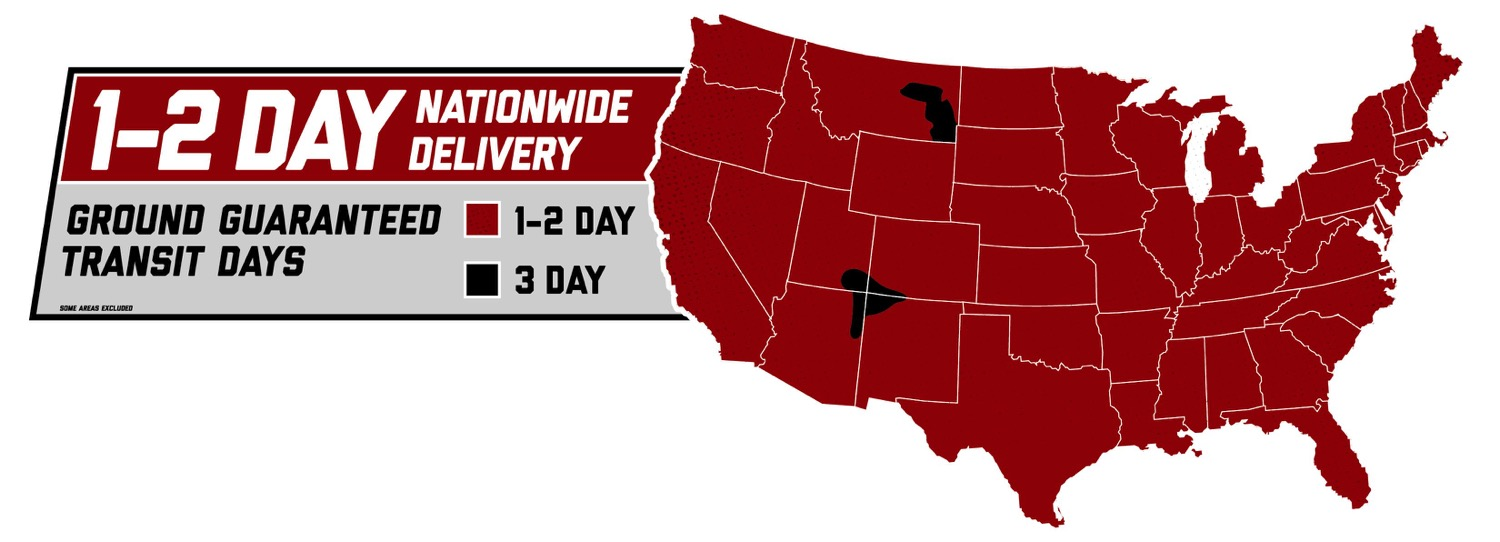 1-2 DAY NATIONWIDE
DELIVERY
GROUND GUARANTEED
TRANSIT DAYS
1-2 DAY
3 DAY
SOME AREAS EXCLUDED